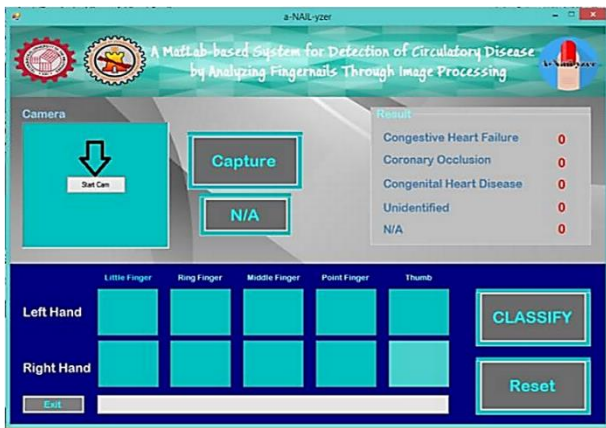 a-NAIL-yzer
A MatLab-based System for Detection of Circulatory Disease
by Analyzing Fingernails Through Image Processing
A-Nail-yzer
Camera
Start Cam
Capture
N/A
Result
Congestive Heart Failure 0
Coronary Occlusion 0
Congenital Heart Disease 0
Unidentified 0
N/A 0
Little Finger Ring Finger Middle Finger Point Finger Thumb
Left Hand
Right Hand
CLASSIFY
Reset
Exit